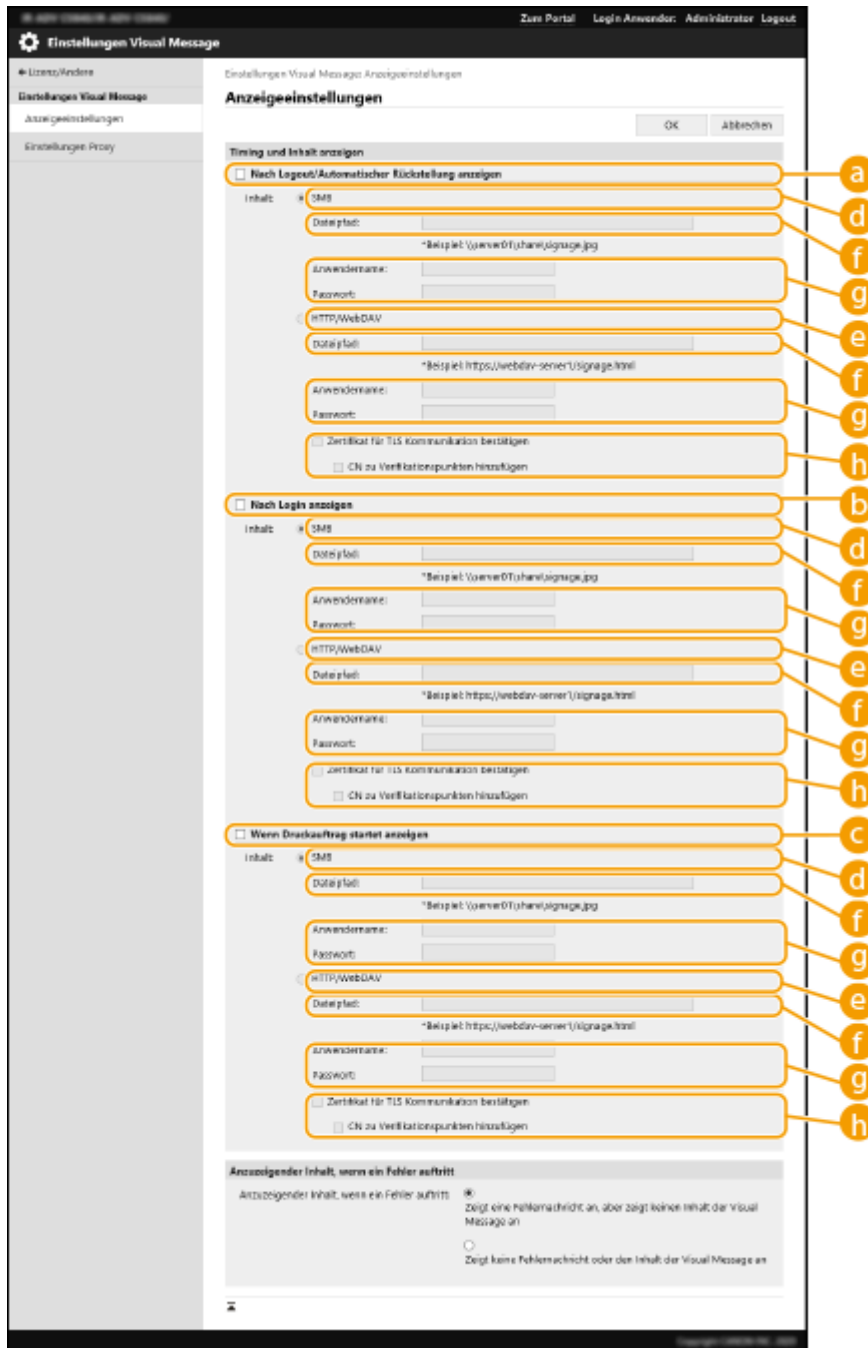 Zum Portal Login Anwender: Administrator Logout
Einstellungen Visual Message
Lizenz/Andere
Einstellungen Visual Message
Anzeigeeinstellungen
Einstellungen Proxy
Einstellungen Visual Message: Anzeigeeinstellungen
Anzeigeeinstellungen
OK Abbrechen
Timing und Inhalt anzeigen
Nach Logout/Automatischer Rückstellung anzeigen a
Inhalt: SMB d
Dateipfad: f
*Beispiel: \\server01\share\signage.jpg
Anwendername:
Passwort: g
HTTP/WebDAV e
Dateipfad: f
*Beispiel: https://webdav-server1/signage.html
Anwendername:
Passwort: g
Zertifikat für TLS Kommunikation bestätigen
CN zu Verifikationspunkten hinzufügen h
Nach Login anzeigen b
Inhalt: SMB d
Dateipfad: f
*Beispiel: \\server01\share\signage.jpg
Anwendername:
Passwort: g
HTTP/WebDAV e
Dateipfad: f
*Beispiel: https://webdav-server1/signage.html
Anwendername:
Passwort: g
Zertifikat für TLS Kommunikation bestätigen
CN zu Verifikationspunkten hinzufügen h
Wenn Druckauftrag startet anzeigen c
Inhalt: SMB d
Dateipfad: f
*Beispiel: \\server01\share\signage.jpg
Anwendername:
Passwort: g
HTTP/WebDAV e
Dateipfad: f
*Beispiel: https://webdav-server1/signage.html
Anwendername:
Passwort: g
Zertifikat für TLS Kommunikation bestätigen
CN zu Verifikationspunkten hinzufügen h
Anzuzeigender Inhalt, wenn ein Fehler auftritt
Anzuzeigender Inhalt, wenn ein Fehler auftritt:
Zeigt eine Fehlernachricht an, aber zeigt keinen Inhalt der Visual
Message an
Zeigt keine Fehlernachricht oder den Inhalt der Visual Message an